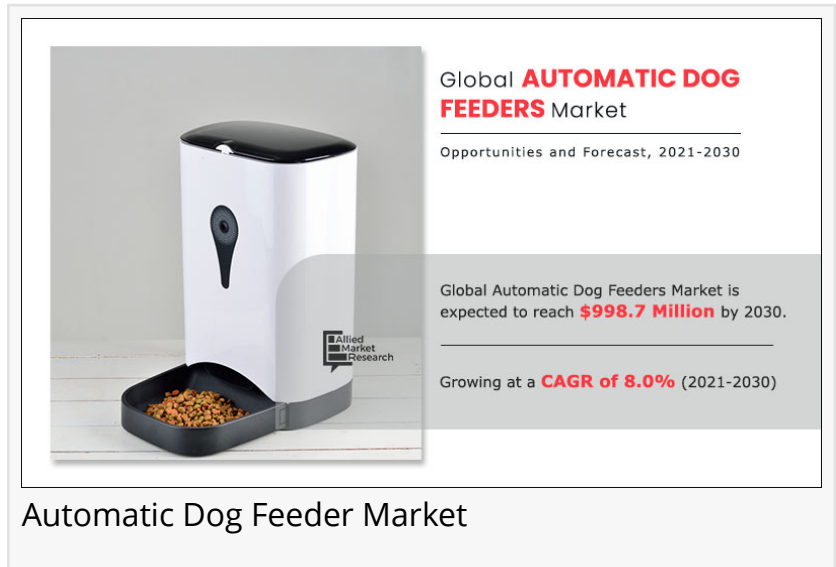 Global AUTOMATIC DOG
FEEDERS Market
Opportunities and Forecast, 2021-2030
Global Automatic Dog Feeders Market is
expected to reach $998.7 Million by 2030.
Allied
Market
Research
Growing at a CAGR of 8.0% (2021-2030)
Automatic Dog Feeder Market